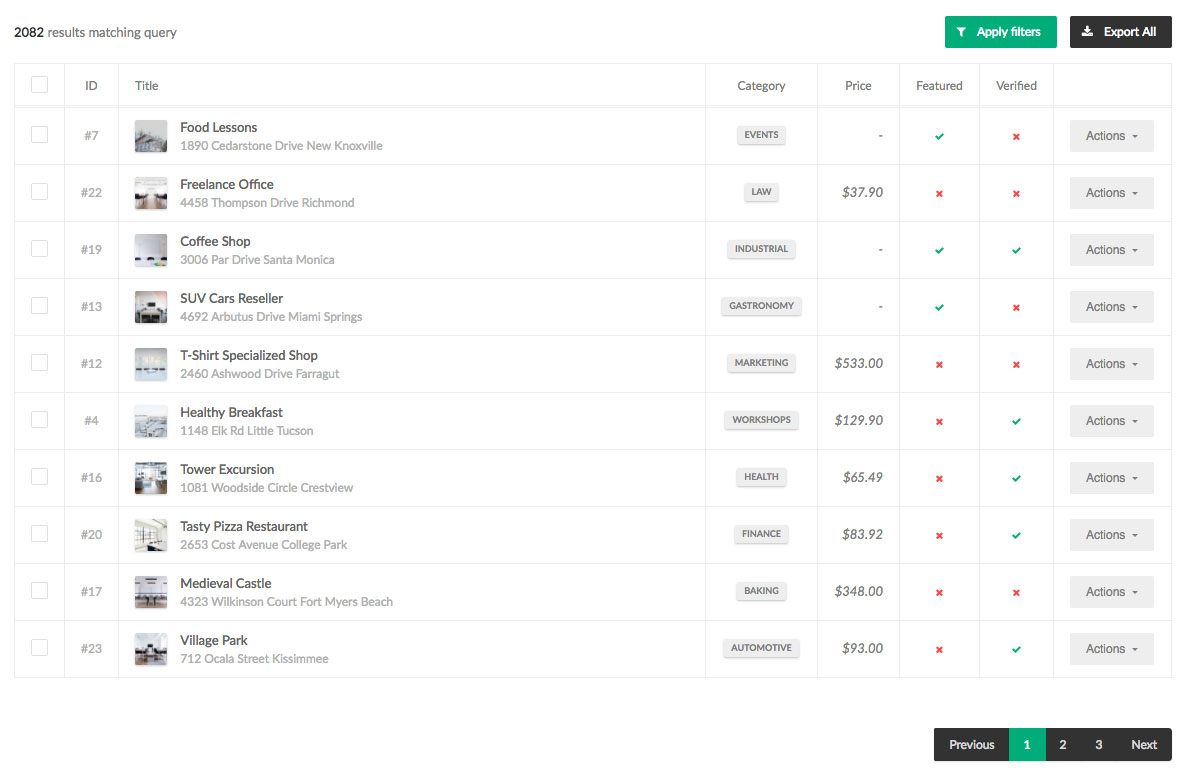 2082 results matching query
Apply filters
Export All
ID Title Category Price Featured Verified
#7 Food Lessons EVENTS - Actions
1890 Cedarstone Drive New Knoxville
#22 Freelance Office LAW $37.90 Actions
4458 Thompson Drive Richmond
#19 Coffee Shop INDUSTRIAL - Actions
3006 Par Drive Santa Monica
#13 SUV Cars Reseller GASTRONOMY - Actions
4692 Arbutus Drive Miami Springs
#12 T-Shirt Specialized Shop MARKETING $533.00 Actions
2460 Ashwood Drive Farragut
#4 Healthy Breakfast WORKSHOPS $129.90 Actions
1148 Elk Rd Little Tucson
#16 Tower Excursion HEALTH $65.49 Actions
1081 Woodside Circle Crestview
#20 Tasty Pizza Restaurant FINANCE $83.92 Actions
2653 Cost Avenue College Park
#17 Medieval Castle BAKING $348.00 Actions
4323 Wilkinson Court Fort Myers Beach
#23 Village Park AUTOMOTIVE $93.00 Actions
712 Ocala Street Kissimmee
Previous 1 2 3 Next